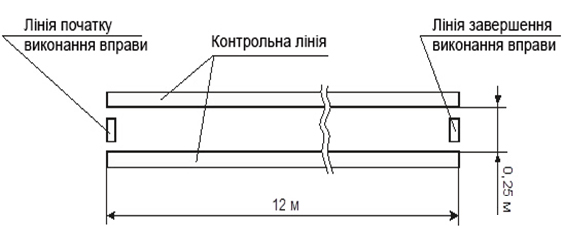 Лінія початку
виконання вправи
Контрольна лінія
Лінія завершення
виконання вправи
0,25 м
12 м